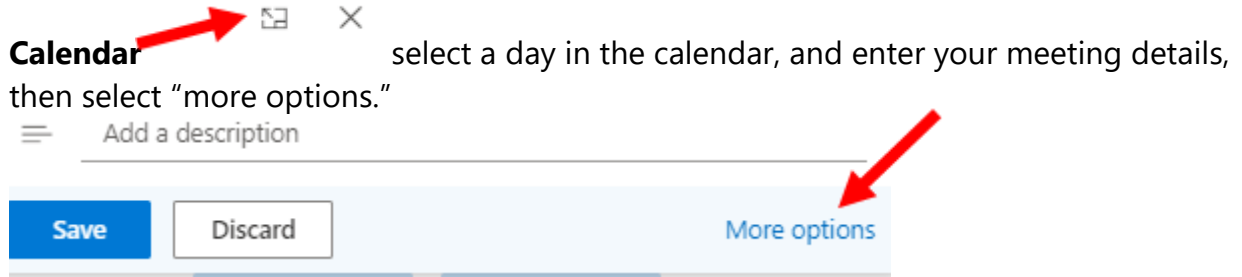 Calendar select a day in the calendar, and enter your meeting details,
then select “more options.”
Add a description
Save Discard More options